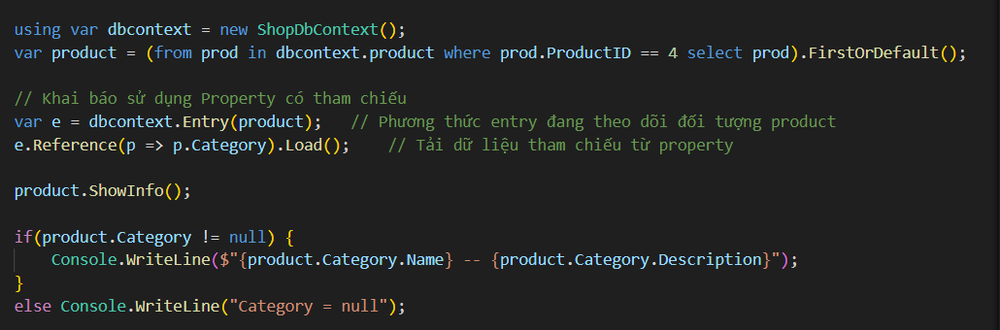 using var dbcontext = new ShopDbContext();
var product = (from prod in dbcontext.product where prod.ProductID == 4 select prod).FirstOrDefault();
// Khai báo sử dụng Property có tham chiếu
var e = dbcontext.Entry(product);   // Phương thức entry đang theo dõi đối tượng product
e.Reference(p => p.Category).Load();    // Tải dữ liệu tham chiếu từ property
product.ShowInfo();
if(product.Category != null) {
    Console.WriteLine($"{product.Category.Name} -- {product.Category.Description}");
}
else Console.WriteLine("Category = null");